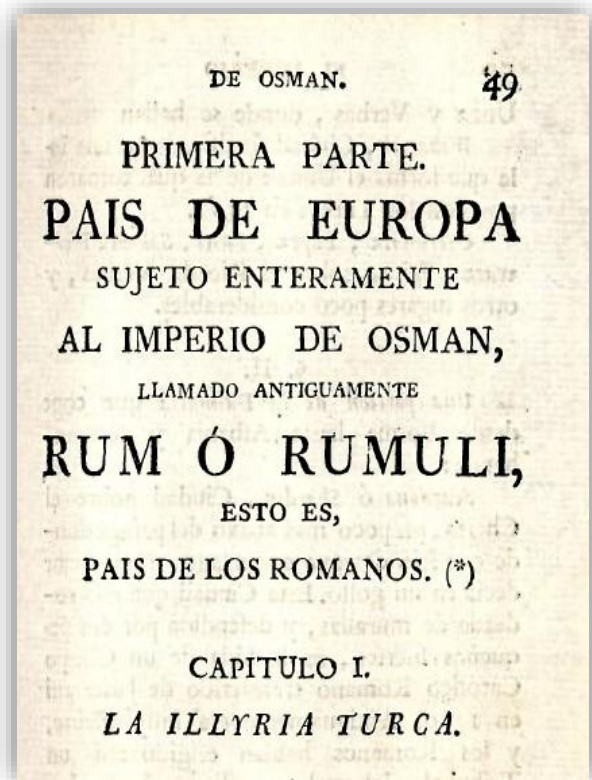 DE OSMAN. 49
PRIMERA PARTE.
PAIS DE EUROPA
SUJETO ENTERAMENTE
AL IMPERIO DE OSMAN,
LLAMADO ANTIGUAMENTE
RUM Ó RUMULI,
ESTO ES,
PAIS DE LOS ROMANOS. (*)
CAPITULO I.
LA ILLYRIA TURCA.